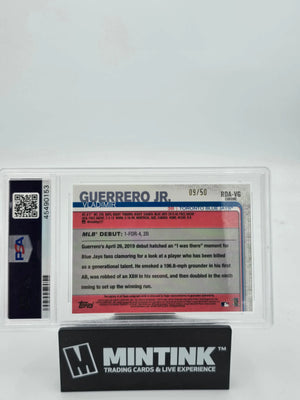 PSA
45490153
GUERRERO JR.
VLADIMIR
09/50
RDA-VG
3B | TORONTO BLUE JAYS®
MLB® DEBUT: 1-FOR-4, 2B
Guerrero's April 26, 2019 debut hatched an "I was there" moment for
Blue Jays fans clamoring for a look at a player who has been touted
as a generational talent. He smoked a 106.8-mph grounder in his first
AB, was robbed of an XBH in his second, and then doubled in the ninth
inning to set up the winning run.
topps
M MINTINK™
TRADING CARDS & LIVE EXPERIENCE